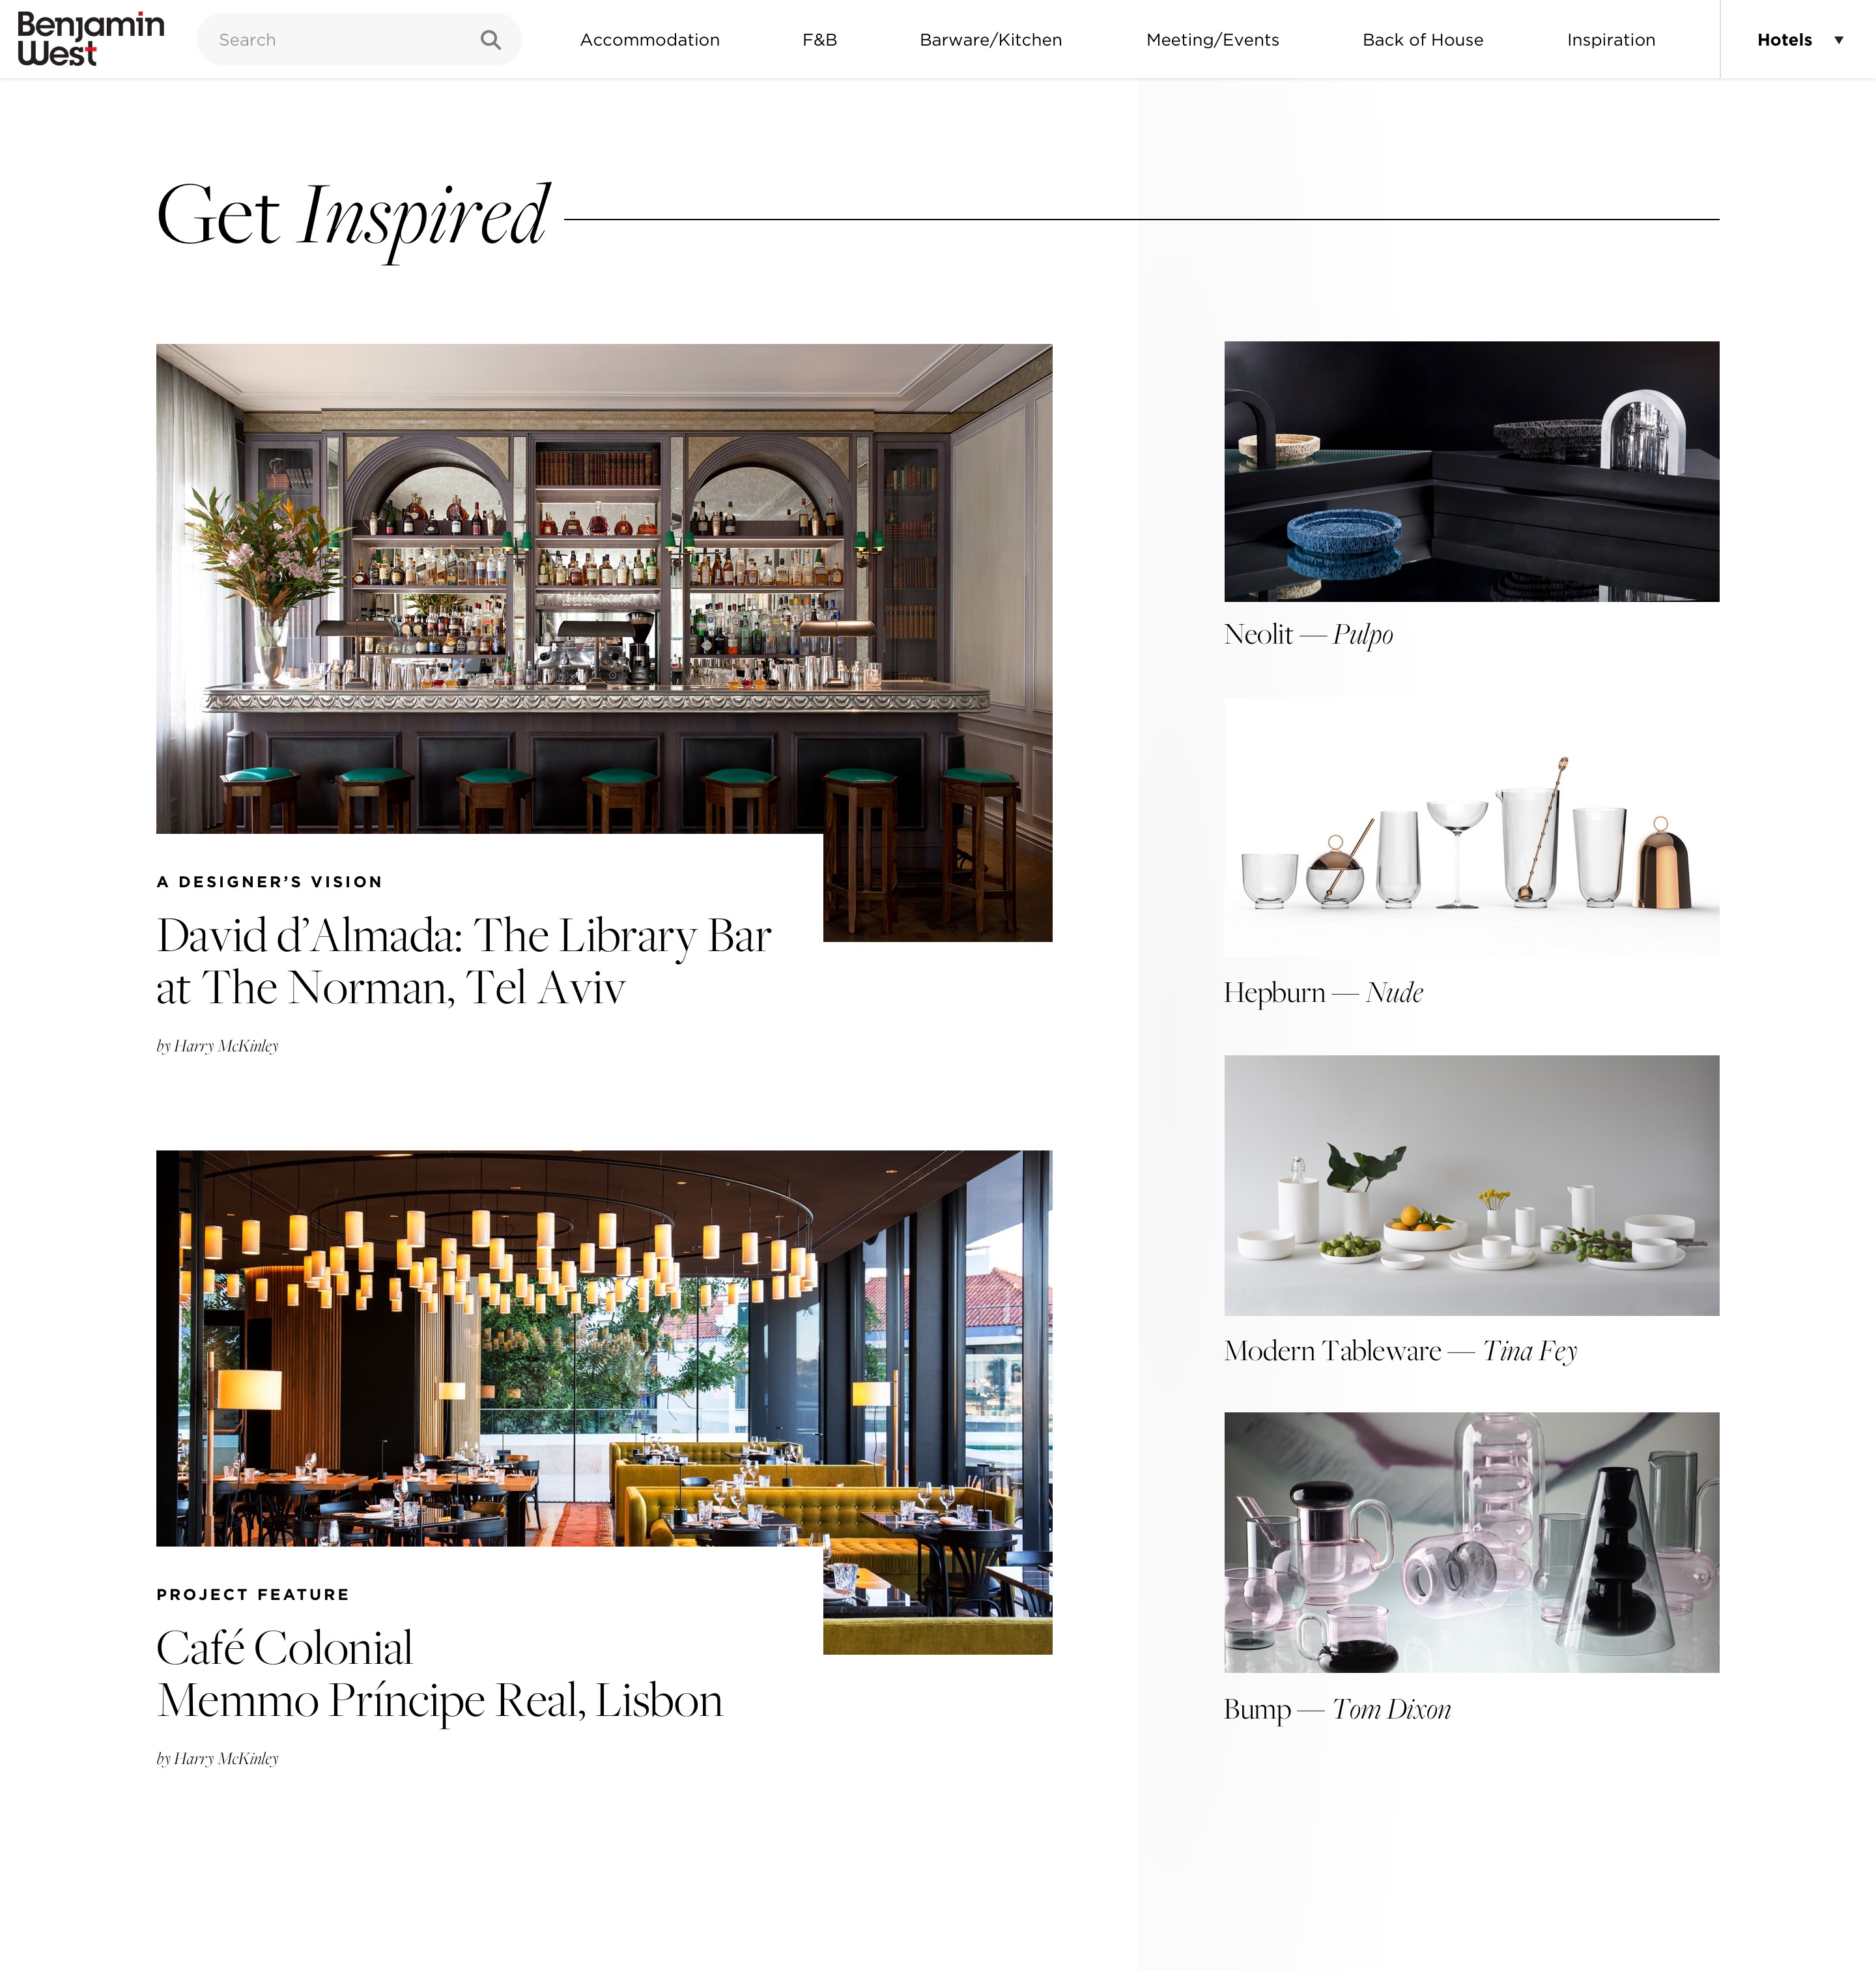 Benjamin
West
Search
Accommodation
F&B
Barware/Kitchen
Meeting/Events
Back of House
Inspiration
Hotels
Get Inspired
A DESIGNER’S VISION
David d’Almada: The Library Bar
at The Norman, Tel Aviv
by Harry McKinley
PROJECT FEATURE
Café Colonial
Memmo Príncipe Real, Lisbon
by Harry McKinley
Neolit — Pulpo
Hepburn — Nude
Modern Tableware — Tina Fey
Bump — Tom Dixon